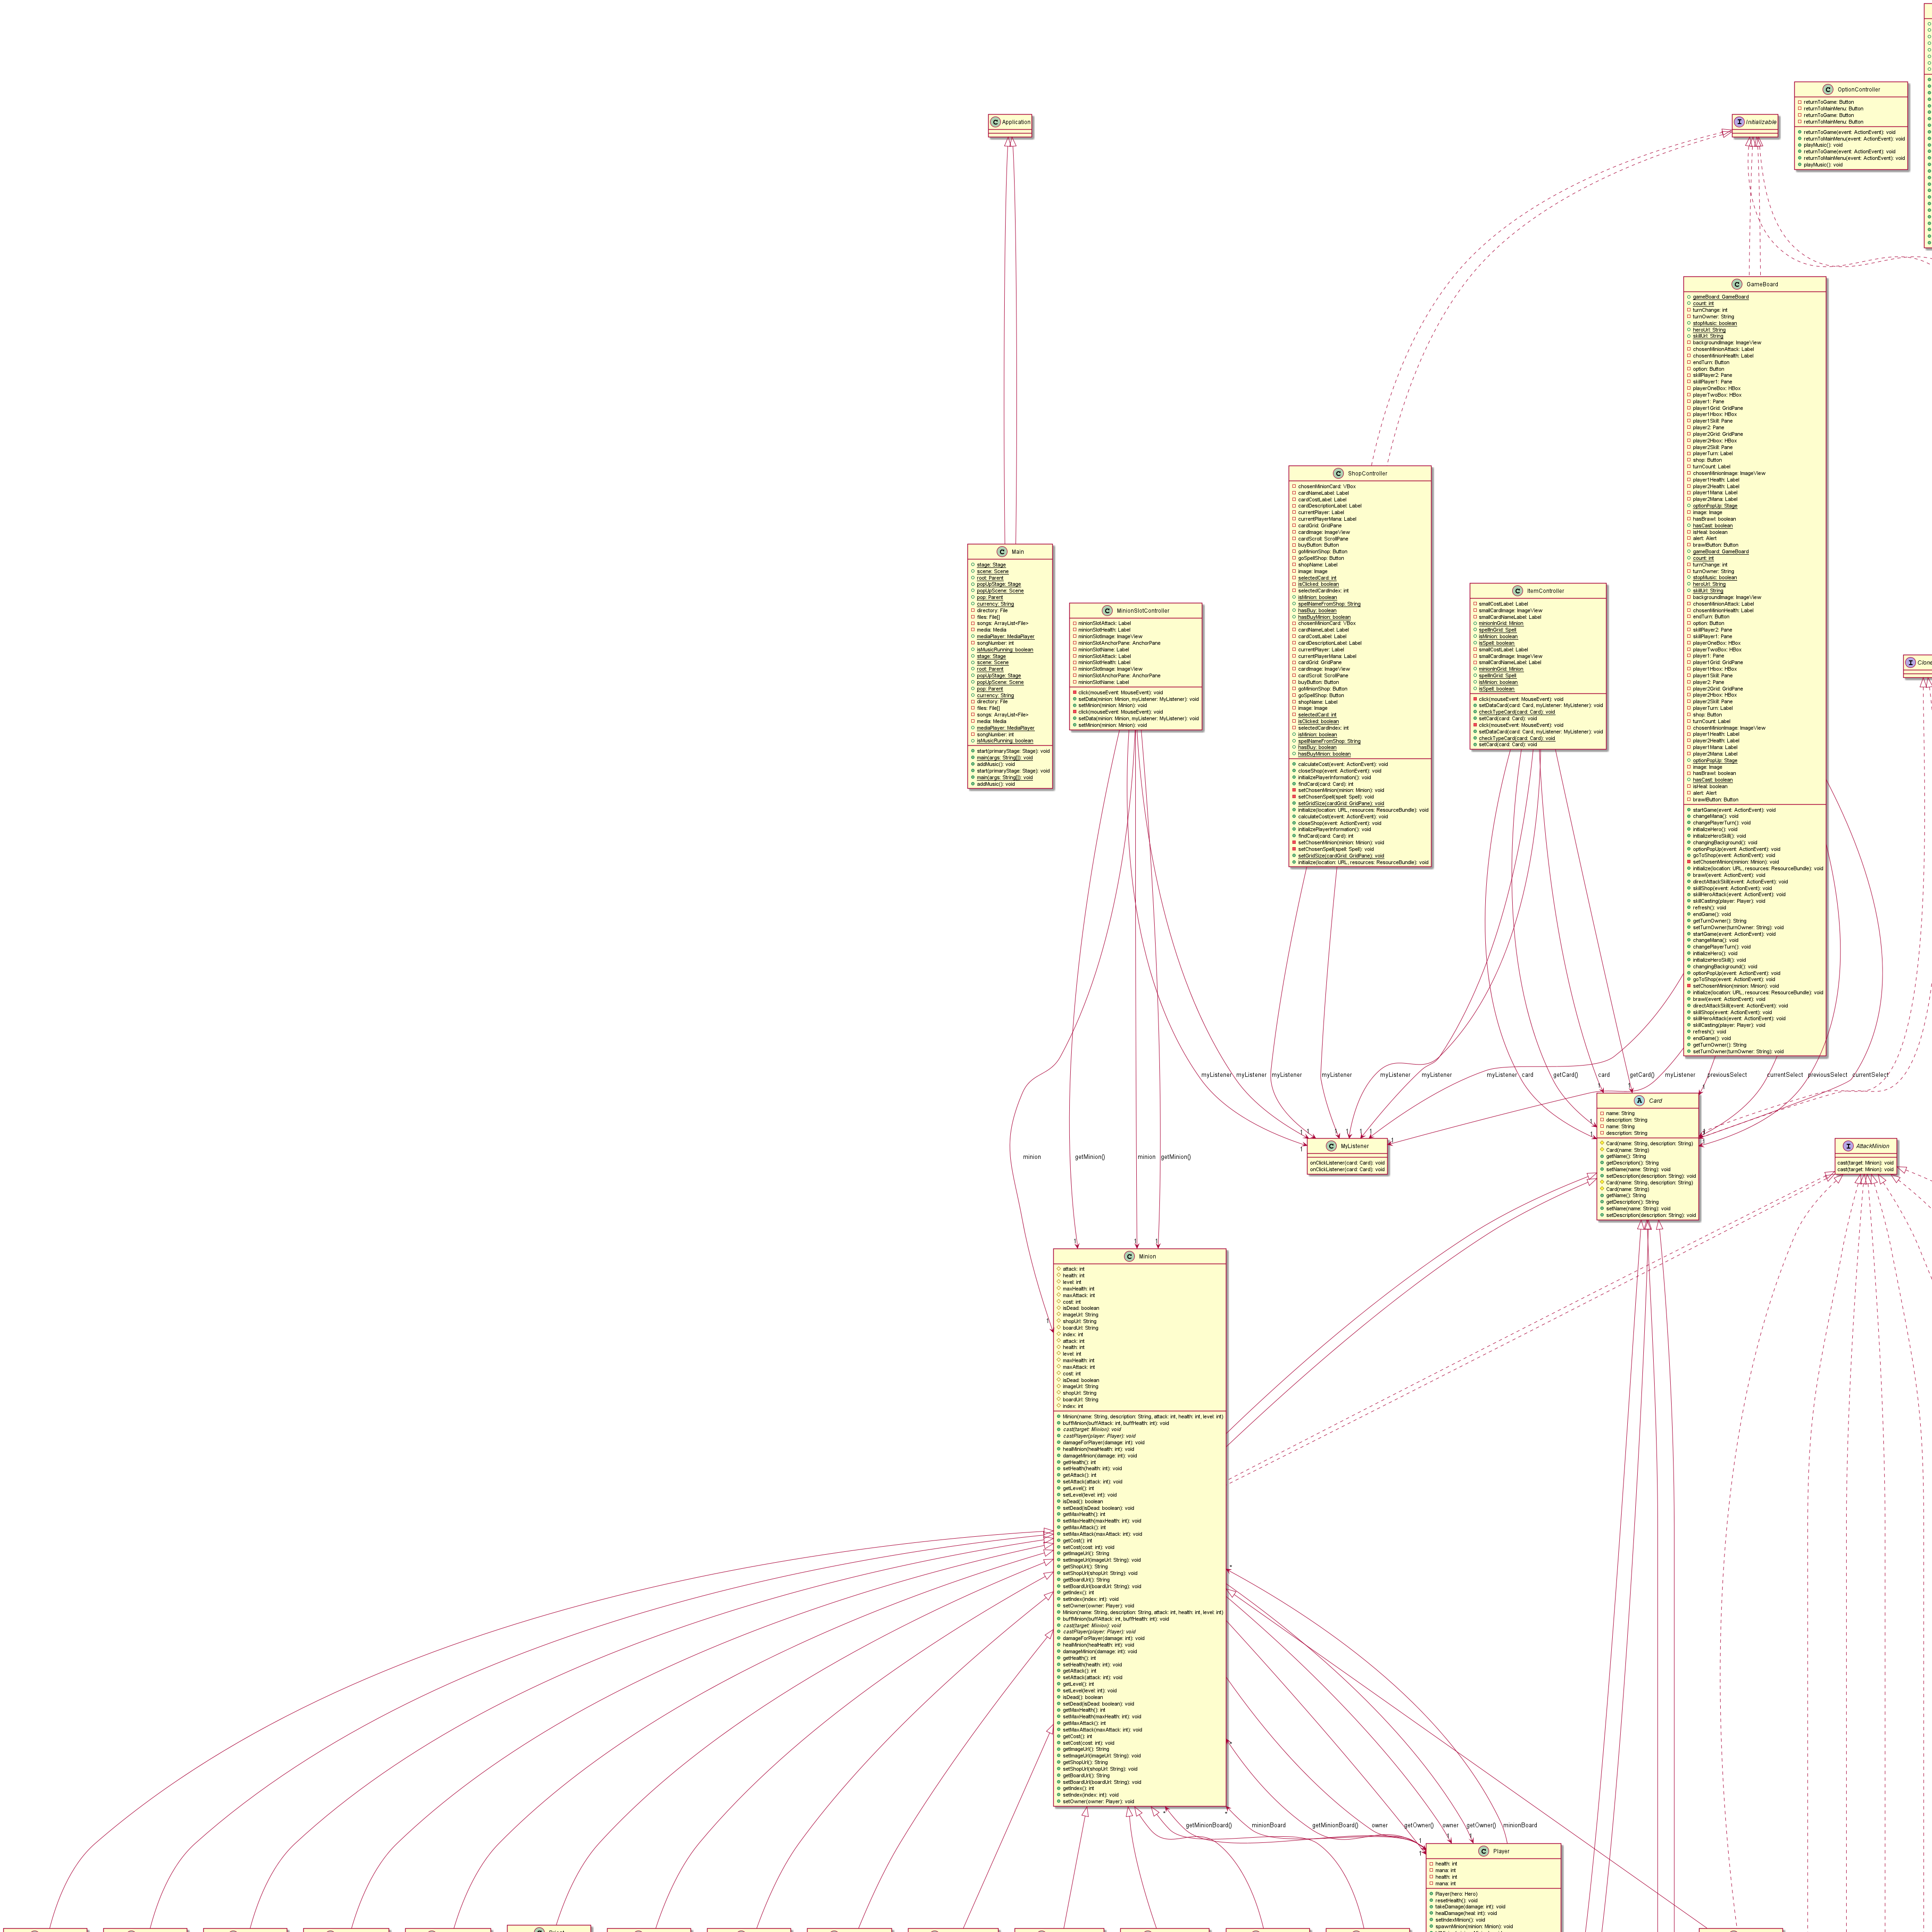 OptionController
returnToGame: Button
returnToMainMenu: Button
returnToGame: Button
returnToMainMenu: Button
returnToGame(event: ActionEvent): void
returnToMainMenu(event: ActionEvent): void
playMusic(): void
returnToGame(event: ActionEvent): void
returnToMainMenu(event: ActionEvent): void
playMusic(): void
Application
Initializable
GameBoard
gameBoard: GameBoard
count: int
turnChange: int
turnOwner: String
stopMusic: boolean
heroUrl: String
skillUrl: String
backgroundImage: ImageView
chosenMinionAttack: Label
chosenMinionHealth: Label
endTurn: Button
option: Button
skillPlayer2: Pane
skillPlayer1: Pane
playerOneBox: HBox
playerTwoBox: HBox
player1: Pane
player1Grid: GridPane
player1Hbox: HBox
player1Skill: Pane
player2: Pane
player2Grid: GridPane
player2Hbox: HBox
player2Skill: Pane
playerTurn: Label
shop: Button
turnCount: Label
chosenMinionImage: ImageView
player1Health: Label
player2Health: Label
player1Mana: Label
player2Mana: Label
optionPopUp: Stage
image: Image
hasBrawl: boolean
hasCast: boolean
isHeal: boolean
alert: Alert
brawlButton: Button
gameBoard: GameBoard
count: int
turnChange: int
turnOwner: String
stopMusic: boolean
heroUrl: String
skillUrl: String
backgroundImage: ImageView
chosenMinionAttack: Label
chosenMinionHealth: Label
endTurn: Button
option: Button
skillPlayer2: Pane
skillPlayer1: Pane
playerOneBox: HBox
playerTwoBox: HBox
player1: Pane
player1Grid: GridPane
player1Hbox: HBox
player1Skill: Pane
player2: Pane
player2Grid: GridPane
player2Hbox: HBox
player2Skill: Pane
playerTurn: Label
shop: Button
turnCount: Label
chosenMinionImage: ImageView
player1Health: Label
player2Health: Label
player1Mana: Label
player2Mana: Label
optionPopUp: Stage
image: Image
hasBrawl: boolean
hasCast: boolean
isHeal: boolean
alert: Alert
brawlButton: Button
startGame(event: ActionEvent): void
changeMana(): void
changePlayerTurn(): void
initializeHero(): void
initializeHeroSkill(): void
changingBackground(): void
optionPopUp(event: ActionEvent): void
goToShop(event: ActionEvent): void
setChosenMinion(minion: Minion): void
initialize(location: URL, resources: ResourceBundle): void
brawl(event: ActionEvent): void
directAttackSkill(event: ActionEvent): void
skillShop(event: ActionEvent): void
skillHeroAttack(event: ActionEvent): void
skillCasting(player: Player): void
refresh(): void
endGame(): void
getTurnOwner(): String
setTurnOwner(turnOwner: String): void
startGame(event: ActionEvent): void
changeMana(): void
changePlayerTurn(): void
initializeHero(): void
initializeHeroSkill(): void
changingBackground(): void
optionPopUp(event: ActionEvent): void
goToShop(event: ActionEvent): void
setChosenMinion(minion: Minion): void
initialize(location: URL, resources: ResourceBundle): void
brawl(event: ActionEvent): void
directAttackSkill(event: ActionEvent): void
skillShop(event: ActionEvent): void
skillHeroAttack(event: ActionEvent): void
skillCasting(player: Player): void
refresh(): void
endGame(): void
getTurnOwner(): String
setTurnOwner(turnOwner: String): void
ShopController
chosenMinionCard: VBox
cardNameLabel: Label
cardCostLabel: Label
cardDescriptionLabel: Label
currentPlayer: Label
currentPlayerMana: Label
cardGrid: GridPane
cardImage: ImageView
cardScroll: ScrollPane
buyButton: Button
goMinionShop: Button
goSpellShop: Button
shopName: Label
image: Image
selectedCard: int
isClicked: boolean
selectedCardIndex: int
isMinion: boolean
spellNameFromShop: String
hasBuy: boolean
hasBuyMinion: boolean
chosenMinionCard: VBox
cardNameLabel: Label
cardCostLabel: Label
cardDescriptionLabel: Label
currentPlayer: Label
currentPlayerMana: Label
cardGrid: GridPane
cardImage: ImageView
cardScroll: ScrollPane
buyButton: Button
goMinionShop: Button
goSpellShop: Button
shopName: Label
image: Image
selectedCard: int
isClicked: boolean
selectedCardIndex: int
isMinion: boolean
spellNameFromShop: String
hasBuy: boolean
hasBuyMinion: boolean
calculateCost(event: ActionEvent): void
closeShop(event: ActionEvent): void
initializePlayerInformation(): void
findCard(card: Card): int
setChosenMinion(minion: Minion): void
setChosenSpell(spell: Spell): void
setGridSize(cardGrid: GridPane): void
initialize(location: URL, resources: ResourceBundle): void
calculateCost(event: ActionEvent): void
closeShop(event: ActionEvent): void
initializePlayerInformation(): void
findCard(card: Card): int
setChosenMinion(minion: Minion): void
setChosenSpell(spell: Spell): void
setGridSize(cardGrid: GridPane): void
initialize(location: URL, resources: ResourceBundle): void
Main
stage: Stage
scene: Scene
root: Parent
popUpStage: Stage
popUpScene: Scene
pop: Parent
currency: String
directory: File
files: File[]
songs: ArrayList<File>
media: Media
mediaPlayer: MediaPlayer
songNumber: int
isMusicRunning: boolean
stage: Stage
scene: Scene
root: Parent
popUpStage: Stage
popUpScene: Scene
pop: Parent
currency: String
directory: File
files: File[]
songs: ArrayList<File>
media: Media
mediaPlayer: MediaPlayer
songNumber: int
isMusicRunning: boolean
start(primaryStage: Stage): void
main(args: String[]): void
addMusic(): void
start(primaryStage: Stage): void
main(args: String[]): void
addMusic(): void
MinionSlotController
minionSlotAttack: Label
minionSlotHealth: Label
minionSlotImage: ImageView
minionSlotAnchorPane: AnchorPane
minionSlotName: Label
minionSlotAttack: Label
minionSlotHealth: Label
minionSlotImage: ImageView
minionSlotAnchorPane: AnchorPane
minionSlotName: Label
click(mouseEvent: MouseEvent): void
setData(minion: Minion, myListener: MyListener): void
setMinion(minion: Minion): void
click(mouseEvent: MouseEvent): void
setData(minion: Minion, myListener: MyListener): void
setMinion(minion: Minion): void
ItemController
smallCostLabel: Label
smallCardImage: ImageView
smallCardNameLabel: Label
minionInGrid: Minion
spellInGrid: Spell
isMinion: boolean
isSpell: boolean
smallCostLabel: Label
smallCardImage: ImageView
smallCardNameLabel: Label
minionInGrid: Minion
spellInGrid: Spell
isMinion: boolean
isSpell: boolean
click(mouseEvent: MouseEvent): void
setDataCard(card: Card, myListener: MyListener): void
checkTypeCard(card: Card): void
setCard(card: Card): void
click(mouseEvent: MouseEvent): void
setDataCard(card: Card, myListener: MyListener): void
checkTypeCard(card: Card): void
setCard(card: Card): void
myListener myListener myListener myListener myListener myListener card getCard() card getCard() myListener myListener previousSelect currentSelect previousSelect currentSelect
Card
name: String
description: String
name: String
description: String
Card(name: String, description: String)
Card(name: String)
getName(): String
getDescription(): String
setName(name: String): void
setDescription(description: String): void
Card(name: String, description: String)
Card(name: String)
getName(): String
getDescription(): String
setName(name: String): void
setDescription(description: String): void
MyListener
onClickListener(card: Card): void
onClickListener(card: Card): void
AttackMinion
cast(target: Minion): void
cast(target: Minion): void
minion getMinion() minion getMinion()
Minion
attack: int
health: int
level: int
maxHealth: int
maxAttack: int
cost: int
isDead: boolean
imageUrl: String
shopUrl: String
boardUrl: String
index: int
attack: int
health: int
level: int
maxHealth: int
maxAttack: int
cost: int
isDead: boolean
imageUrl: String
shopUrl: String
boardUrl: String
index: int
Minion(name: String, description: String, attack: int, health: int, level: int)
buffMinion(buffAttack: int, buffHealth: int): void
cast(target: Minion): void
castPlayer(player: Player): void
damageForPlayer(damage: int): void
healMinion(healHealth: int): void
damageMinion(damage: int): void
getHealth(): int
setHealth(health: int): void
getAttack(): int
setAttack(attack: int): void
getLevel(): int
setLevel(level: int): void
isDead(): boolean
setDead(isDead: boolean): void
getMaxHealth(): int
setMaxHealth(maxHealth: int): void
getMaxAttack(): int
setMaxAttack(maxAttack: int): void
getCost(): int
setCost(cost: int): void
getImageUrl(): String
setImageUrl(imageUrl: String): void
getShopUrl(): String
setShopUrl(shopUrl: String): void
getBoardUrl(): String
setBoardUrl(boardUrl: String): void
getIndex(): int
setIndex(index: int): void
setOwner(owner: Player): void
Minion(name: String, description: String, attack: int, health: int, level: int)
buffMinion(buffAttack: int, buffHealth: int): void
cast(target: Minion): void
castPlayer(player: Player): void
damageForPlayer(damage: int): void
healMinion(healHealth: int): void
damageMinion(damage: int): void
getHealth(): int
setHealth(health: int): void
getAttack(): int
setAttack(attack: int): void
getLevel(): int
setLevel(level: int): void
isDead(): boolean
setDead(isDead: boolean): void
getMaxHealth(): int
setMaxHealth(maxHealth: int): void
getMaxAttack(): int
setMaxAttack(maxAttack: int): void
getCost(): int
setCost(cost: int): void
getImageUrl(): String
setImageUrl(imageUrl: String): void
getShopUrl(): String
setShopUrl(shopUrl: String): void
getBoardUrl(): String
setBoardUrl(boardUrl: String): void
getIndex(): int
setIndex(index: int): void
setOwner(owner: Player): void
getMinionBoard() minionBoard getMinionBoard() owner getOwner() owner getOwner() minionBoard
Player
health: int
mana: int
health: int
mana: int
Player(hero: Hero)
resetHealth(): void
takeDamage(damage: int): void
healDamage(heal: int): void
setIndexMinion(): void
spawnMinion(minion: Minion): void